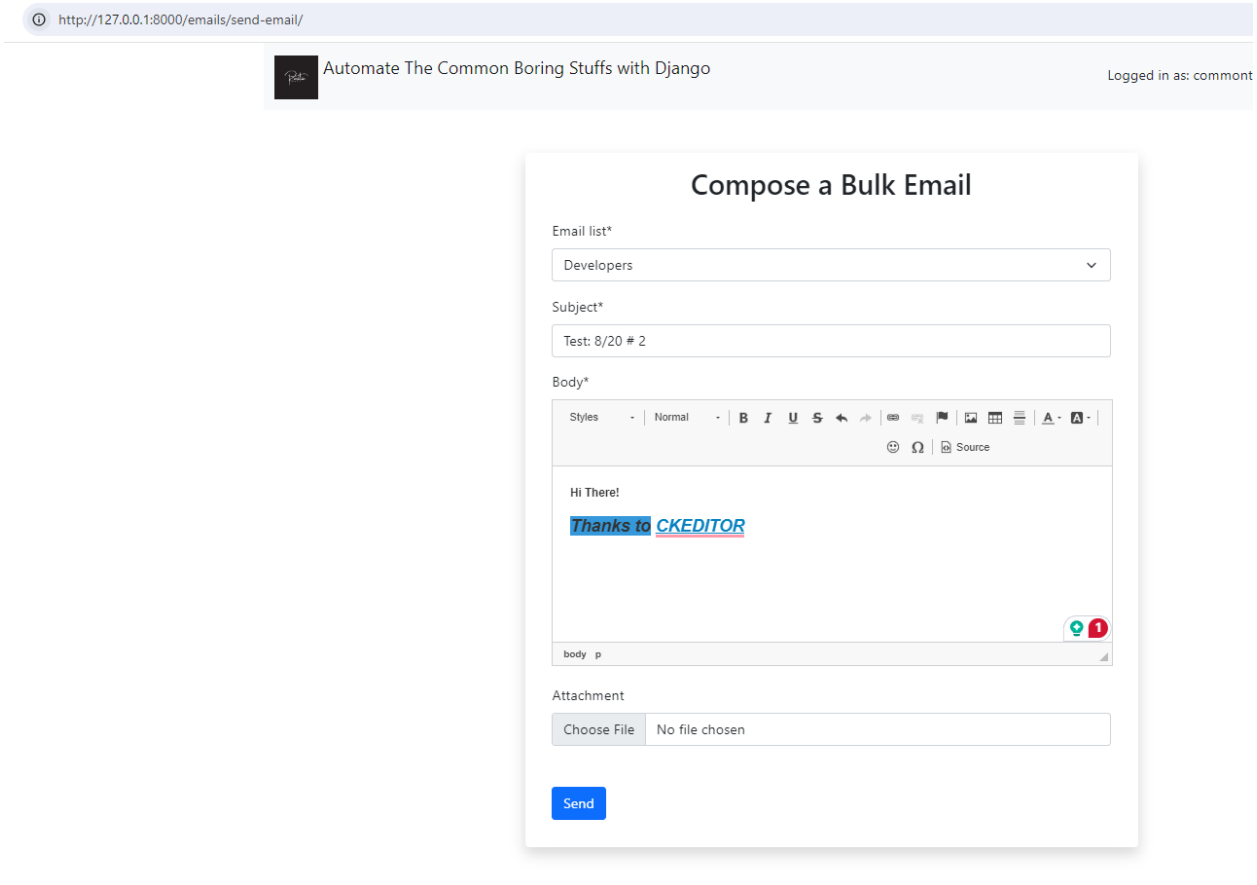 http://127.0.0.1:8000/emails/send-email/
Automate The Common Boring Stuffs with Django
Logged in as: commont
Compose a Bulk Email
Email list*
Developers
Subject*
Test: 8/20 # 2
Body*
Styles Normal B I U S A A
Ω Source
Hi There!
Thanks to CKEDITOR
1
body p
Attachment
Choose File No file chosen
Send